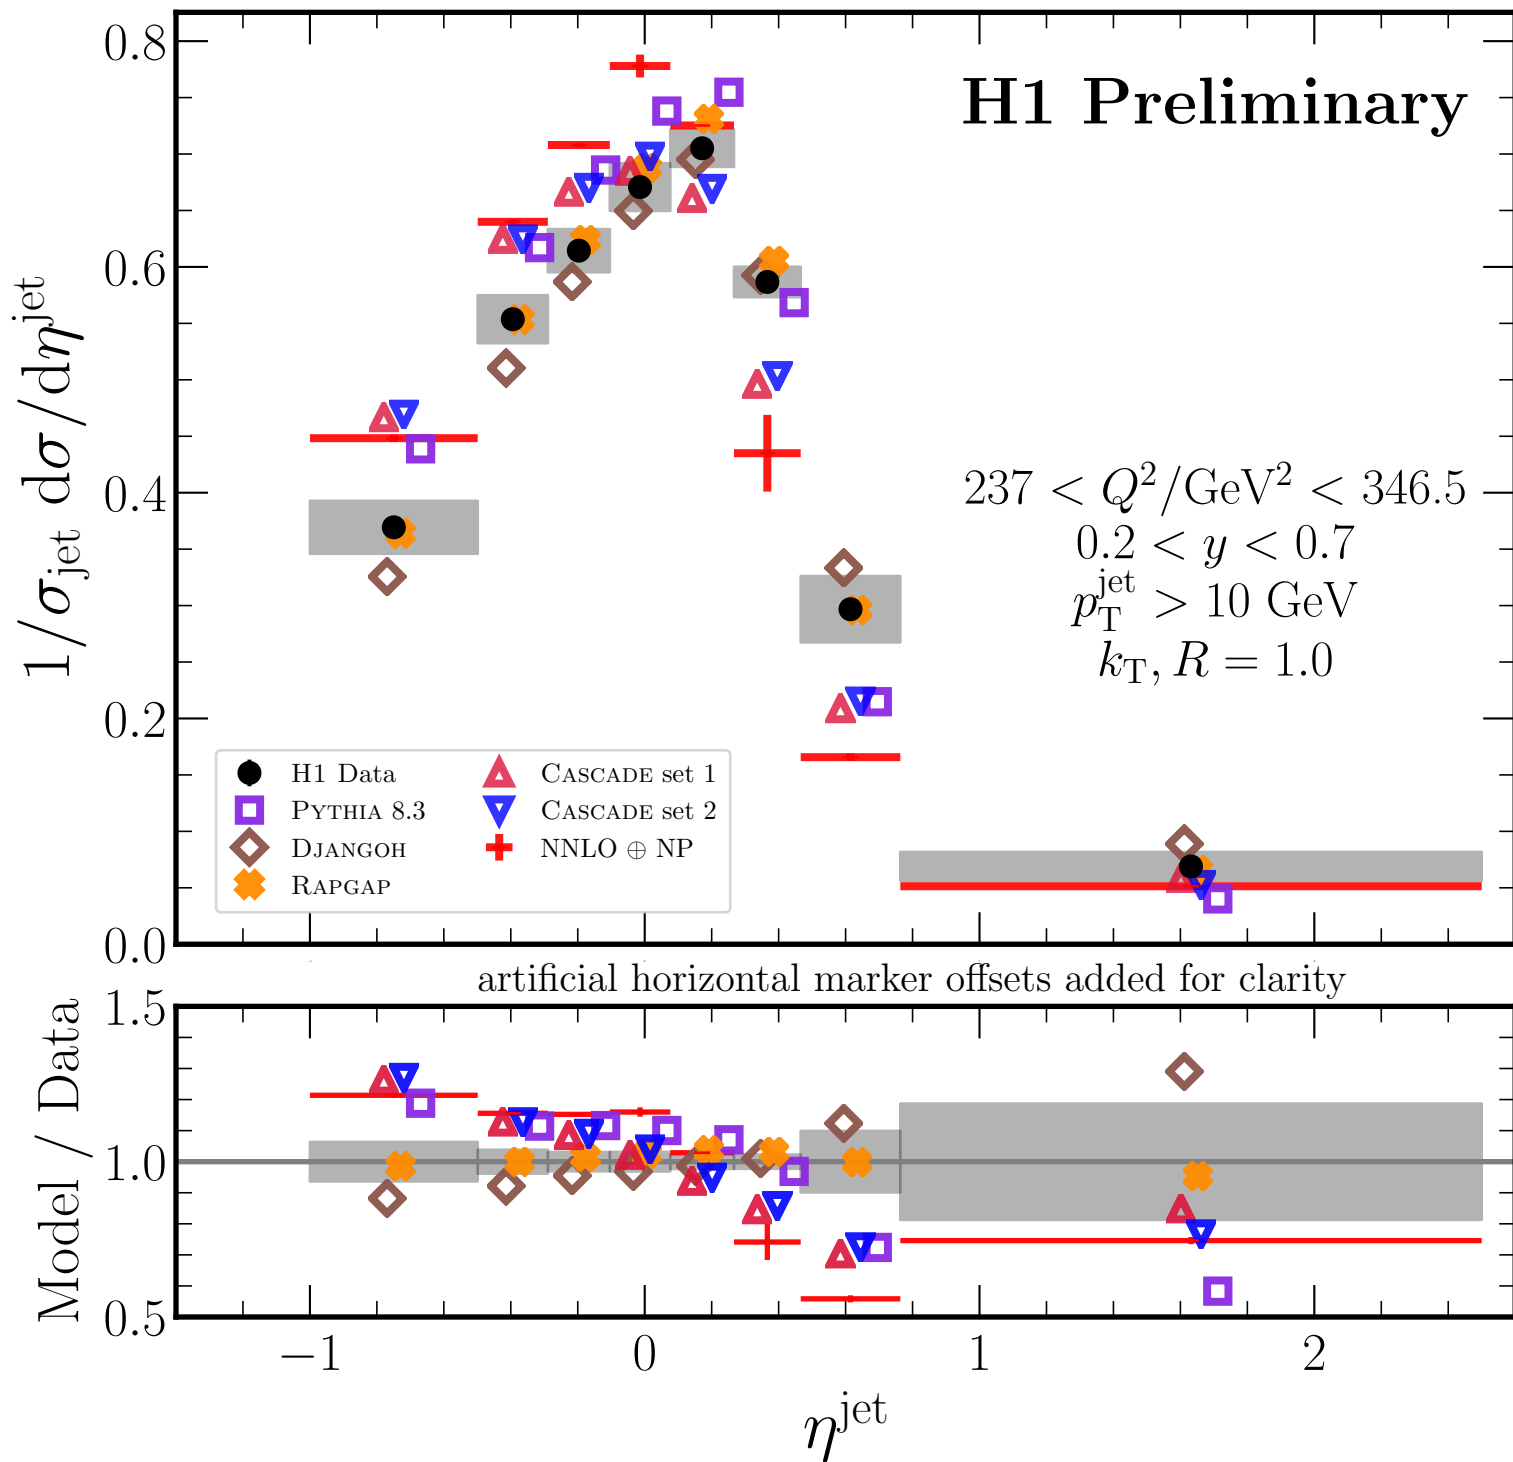 H1 Preliminary
0.8
0.6
0.4
0.2
0.0
1/σ_jet dσ/dη^jet
237 < Q²/GeV² < 346.5
0.2 < y < 0.7
p_T^jet > 10 GeV
k_T, R = 1.0
H1 Data
PYTHIA 8.3
DJANGOH
RAPGAP
CASCADE set 1
CASCADE set 2
NNLO ⊕ NP
artificial horizontal marker offsets added for clarity
1.5
1.0
0.5
Model / Data
−1 0 1 2
η^jet